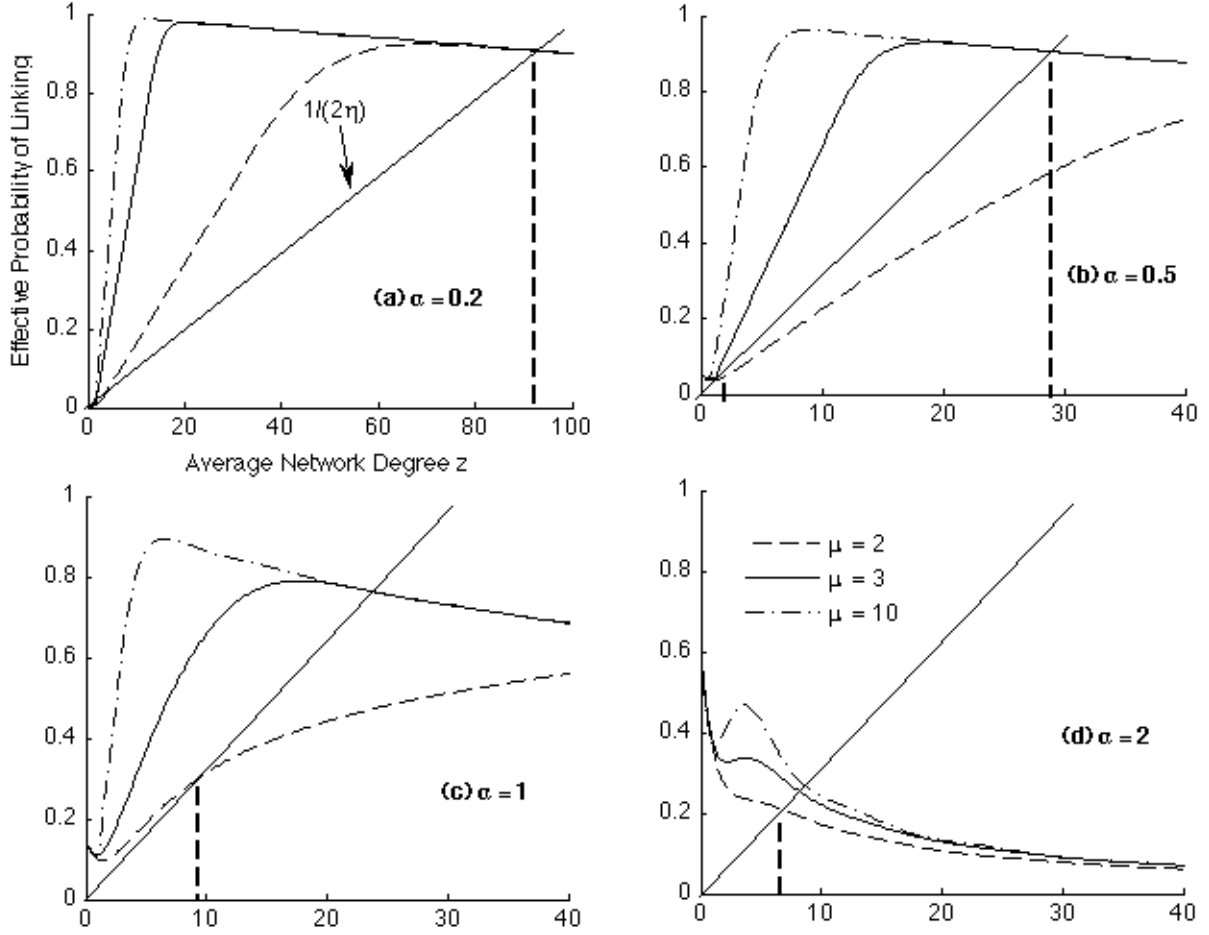 1
0.8
0.6
0.4
0.2
0
Effective Probability of Linking
1/(2η)
(a) α = 0.2
0 20 40 60 80 100
Average Network Degree z
1
0.8
0.6
0.4
0.2
0
(b) α = 0.5
0 10 20 30 40
1
0.8
0.6
0.4
0.2
0
(c) α = 1
0 10 20 30 40
1
0.8
0.6
0.4
0.2
0
μ = 2
μ = 3
μ = 10
(d) α = 2
0 10 20 30 40